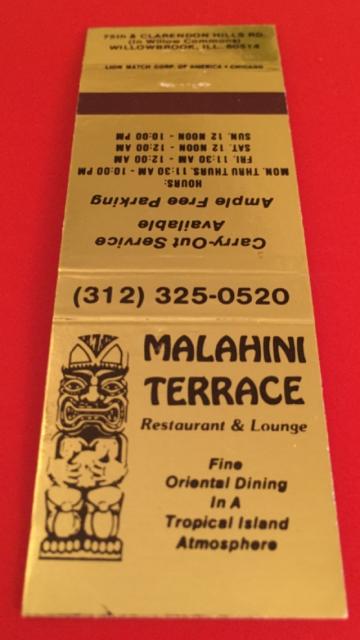 75th & CLARENDON HILLS RD.
(In Willow Commons)
WILLOWBROOK, ILL. 60514
LION MATCH CORP. OF AMERICA • CHICAGO
Carry-Out Service
Available
Ample Free Parking
HOURS:
MON. THRU THURS. 11:30 AM - 10:00 PM
FRI. 11:30 AM - 12:00 AM
SAT. 12 NOON - 12:00 AM
SUN. 12 NOON - 10:00 PM
(312) 325-0520
MALAHINI
TERRACE
Restaurant & Lounge
Fine
Oriental Dining
In A
Tropical Island
Atmosphere